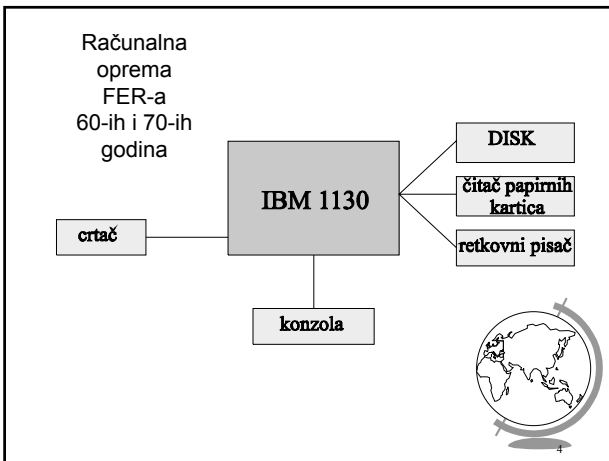 Računalna
oprema
FER-a
60-ih i 70-ih
godina
IBM 1130
DISK
čitač papirnih
kartica
retkovni pisač
crtač
konzola
4